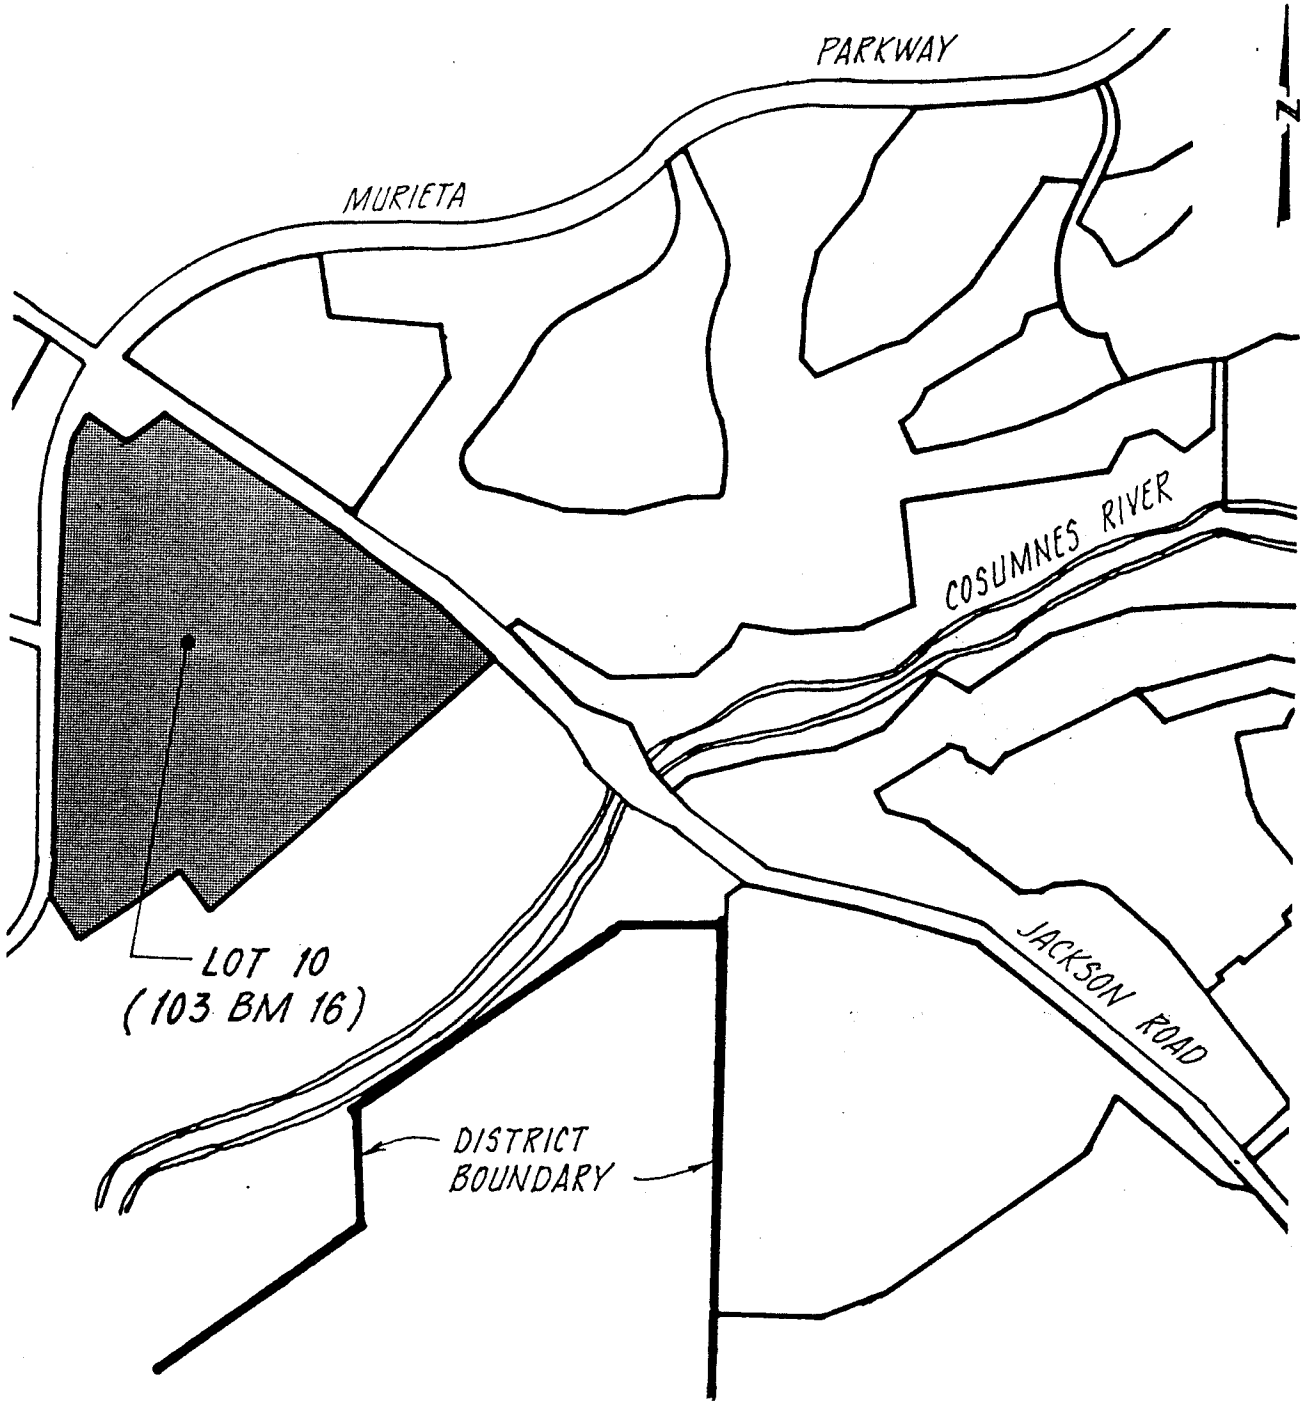 PARKWAY
N
MURIETA
COSUMNES RIVER
LOT 10
(103 BM 16)
JACKSON ROAD
DISTRICT
BOUNDARY